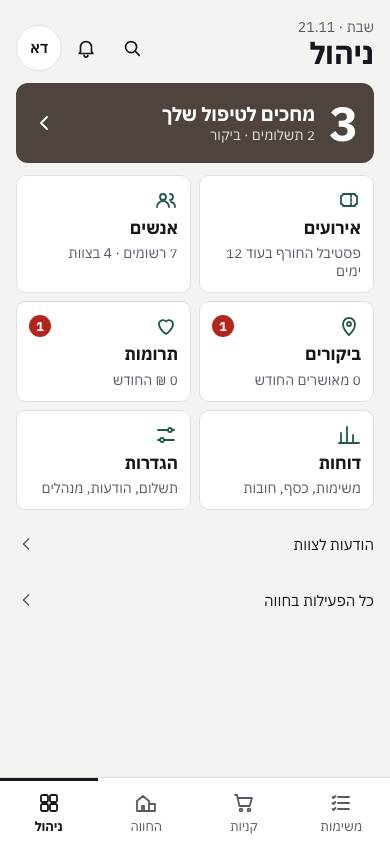 שבת · 21.11
ניהול
דא
3
מחכים לטיפול שלך
2 תשלומים · ביקור
אירועים
פסטיבל החורף בעוד 12
ימים
אנשים
7 רשומים · 4 בצוות
1
ביקורים
0 מאושרים החודש
1
תרומות
0 ₪ החודש
דוחות
משימות, כסף, חובות
הגדרות
תשלום, הודעות, מנהלים
הודעות לצוות
כל הפעילות בחווה
משימות
קניות
החווה
ניהול